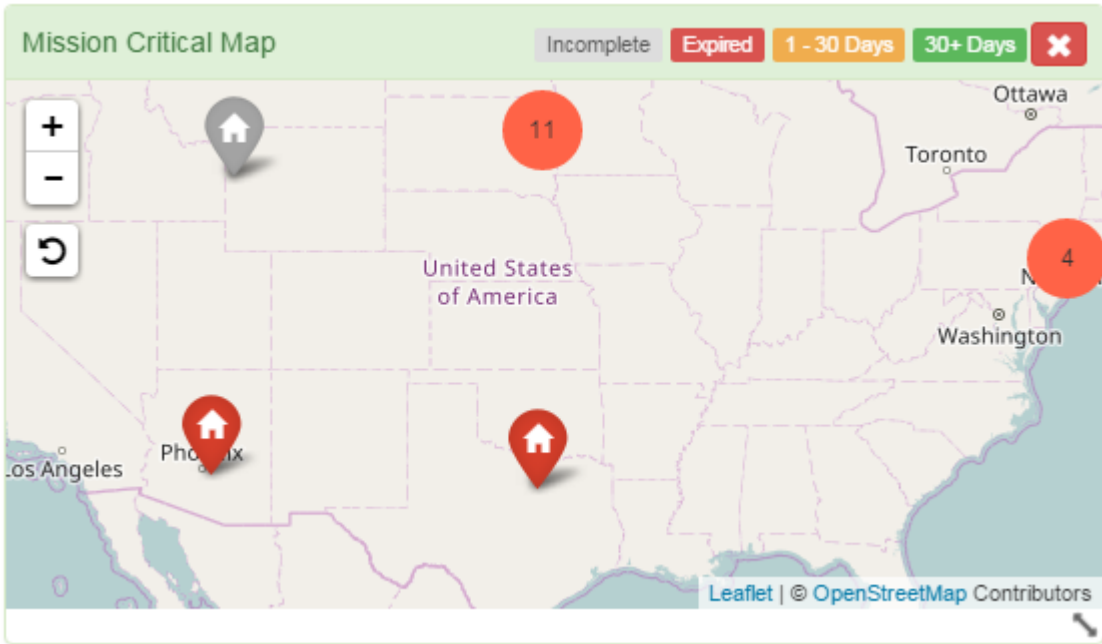 Mission Critical Map
Incomplete Expired 1 - 30 Days 30+ Days
+
-
11
Ottawa
Toronto
4
United States
of America
Washington
Phoenix
Los Angeles
Leaflet | © OpenStreetMap Contributors